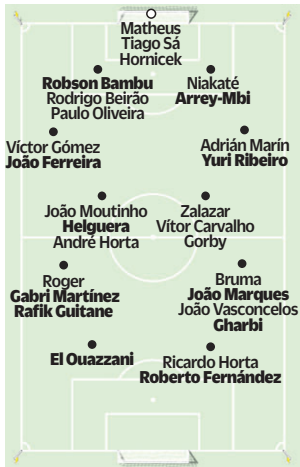 Matheus
Tiago Sá
Hornicek
Robson Bambu
Rodrigo Beirão
Paulo Oliveira
Niakaté
Arrey-Mbi
Víctor Gómez
João Ferreira
Adrián Marín
Yuri Ribeiro
João Moutinho
Helguera
André Horta
Zalazar
Vítor Carvalho
Gorby
Roger
Gabri Martínez
Rafik Guitane
Bruma
João Marques
João Vasconcelos
Gharbi
El Ouazzani
Ricardo Horta
Roberto Fernández